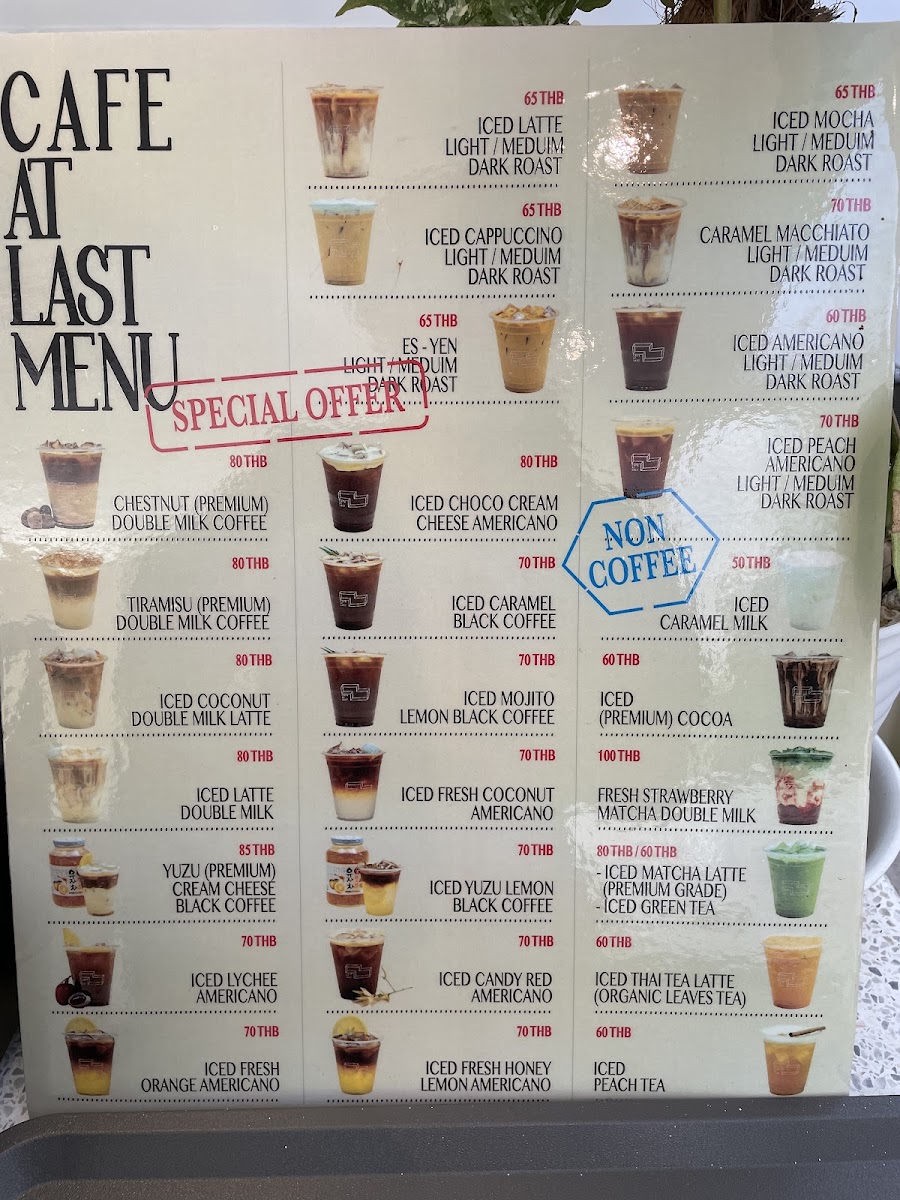 CAFE
AT
LAST
MENU
65 THB
ICED LATTE
LIGHT / MEDUIM
DARK ROAST
65 THB
ICED CAPPUCCINO
LIGHT / MEDUIM
DARK ROAST
65 THB
ES - YEN
LIGHT / MEDUIM
DARK ROAST
65 THB
ICED MOCHA
LIGHT / MEDUIM
DARK ROAST
70 THB
CARAMEL MACCHIATO
LIGHT / MEDUIM
DARK ROAST
60 THB
ICED AMERICANO
LIGHT / MEDUIM
DARK ROAST
70 THB
ICED PEACH
AMERICANO
LIGHT / MEDUIM
DARK ROAST
SPECIAL OFFER
80 THB
CHESTNUT (PREMIUM)
DOUBLE MILK COFFEE
80 THB
TIRAMISU (PREMIUM)
DOUBLE MILK COFFEE
80 THB
ICED COCONUT
DOUBLE MILK LATTE
80 THB
ICED LATTE
DOUBLE MILK
85 THB
YUZU (PREMIUM)
CREAM CHEESE
BLACK COFFEE
70 THB
ICED LYCHEE
AMERICANO
70 THB
ICED FRESH
ORANGE AMERICANO
80 THB
ICED CHOCO CREAM
CHEESE AMERICANO
70 THB
ICED CARAMEL
BLACK COFFEE
70 THB
ICED MOJITO
LEMON BLACK COFFEE
70 THB
ICED FRESH COCONUT
AMERICANO
70 THB
ICED YUZU LEMON
BLACK COFFEE
70 THB
ICED CANDY RED
AMERICANO
70 THB
ICED FRESH HONEY
LEMON AMERICANO
NON
COFFEE
50 THB
ICED
CARAMEL MILK
60 THB
ICED
(PREMIUM) COCOA
100 THB
FRESH STRAWBERRY
MATCHA DOUBLE MILK
80 THB / 60 THB
- ICED MATCHA LATTE
(PREMIUM GRADE)
- ICED GREEN TEA
60 THB
ICED THAI TEA LATTE
(ORGANIC LEAVES TEA)
60 THB
ICED
PEACH TEA